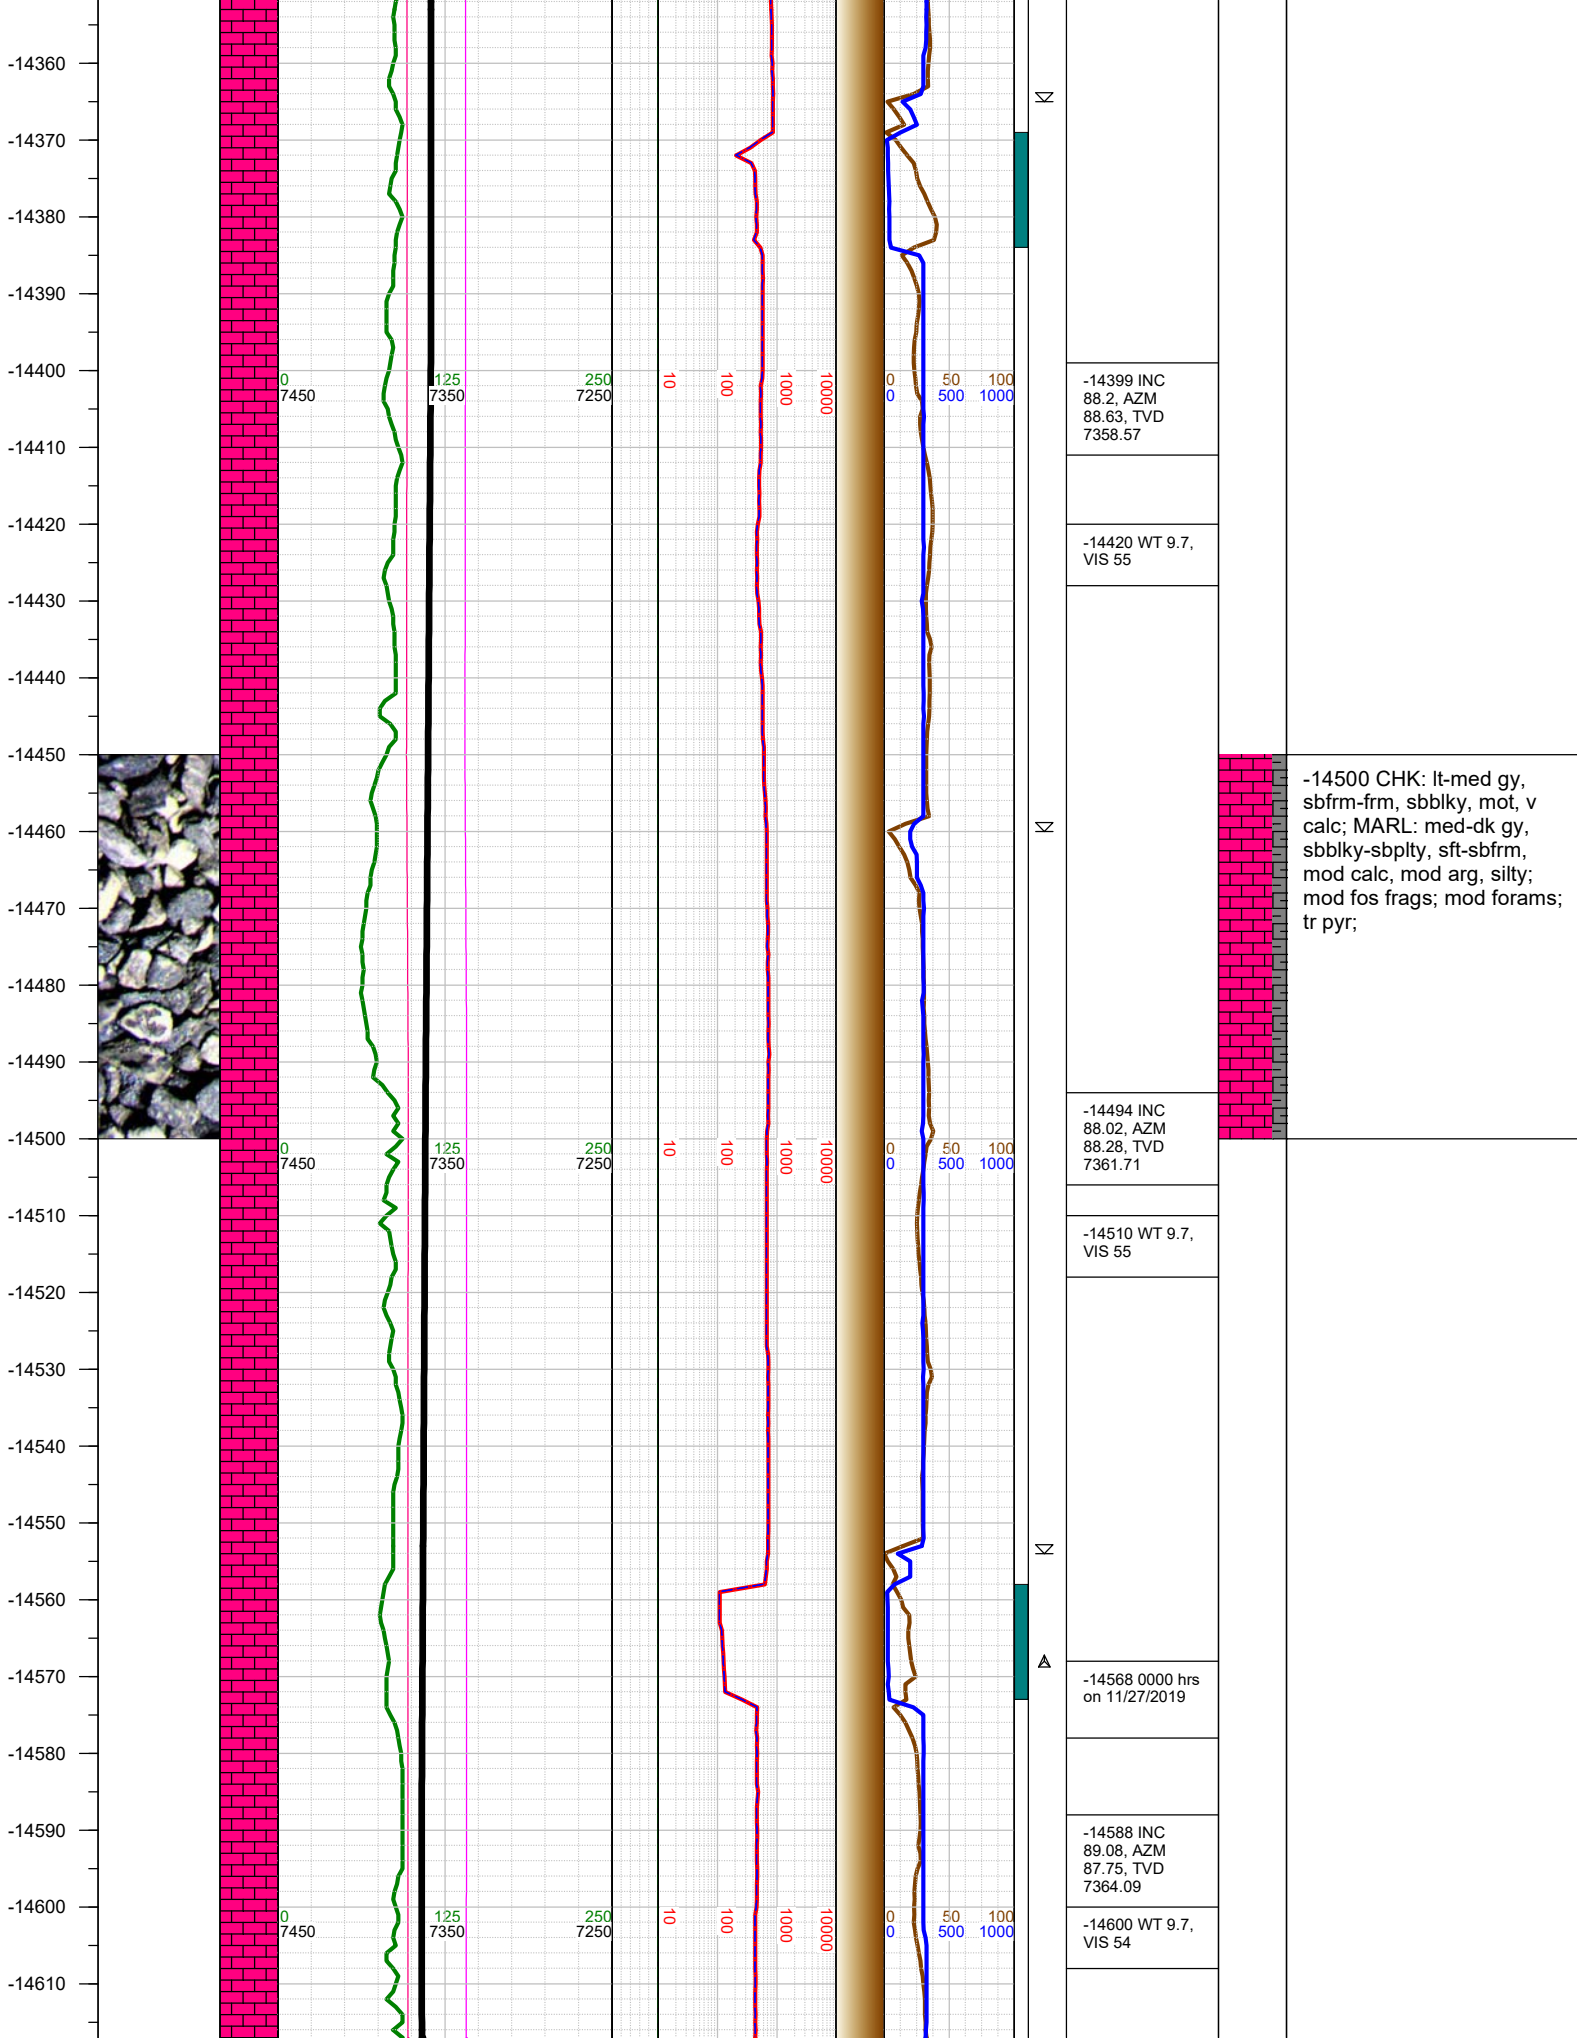 -14360
-14370
-14380
-14390
-14400
0 125 250
7450 7350 7250
10 100 1000 10000
0 50 100
0 500 1000
-14399 INC
88.2, AZM
88.63, TVD
7358.57
-14410
-14420
-14420 WT 9.7,
VIS 55
-14430
-14440
-14450
-14500 CHK: lt-med gy,
sbfrm-frm, sbblky, mot, v
calc; MARL: med-dk gy,
sbblky-sbplty, sft-sbfrm,
mod calc, mod arg, silty;
mod fos frags; mod forams;
tr pyr;
-14460
-14470
-14480
-14490
-14500
0 125 250
7450 7350 7250
10 100 1000 10000
0 50 100
0 500 1000
-14494 INC
88.02, AZM
88.28, TVD
7361.71
-14510
-14510 WT 9.7,
VIS 55
-14520
-14530
-14540
-14550
-14560
-14570
-14568 0000 hrs
on 11/27/2019
-14580
-14590
-14588 INC
89.08, AZM
87.75, TVD
7364.09
-14600
0 125 250
7450 7350 7250
10 100 1000 10000
0 50 100
0 500 1000
-14600 WT 9.7,
VIS 54
-14610